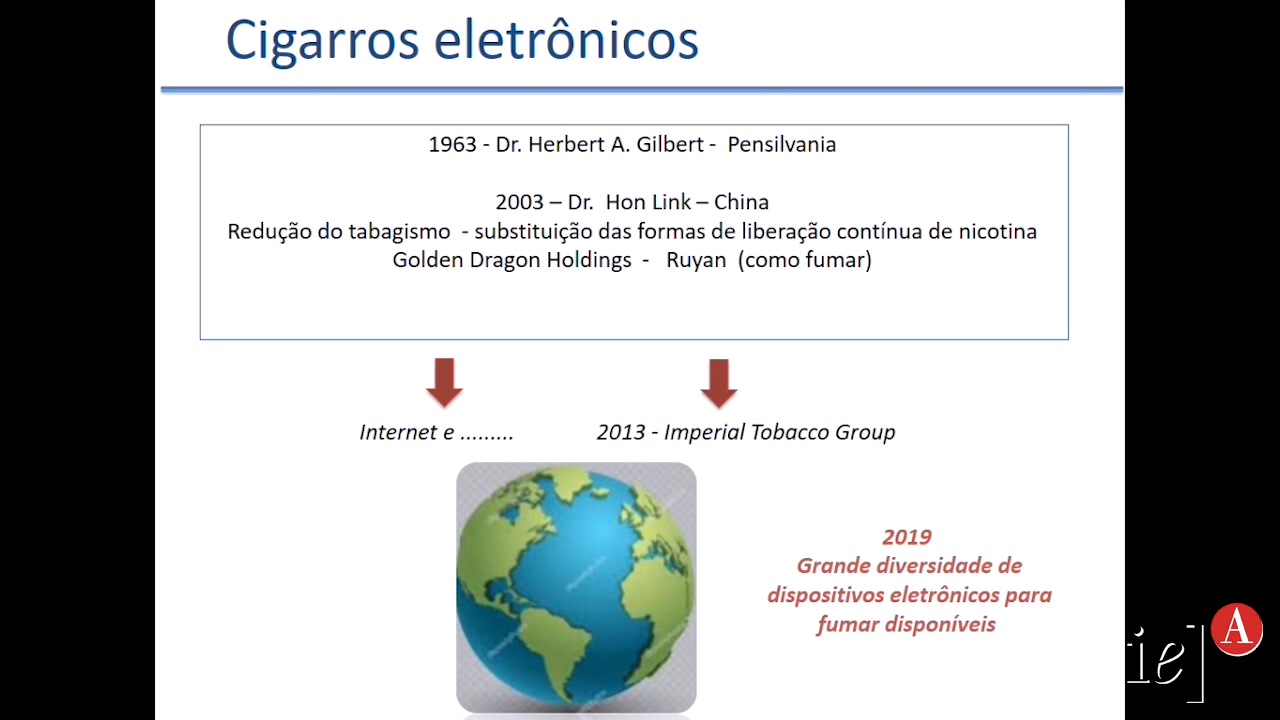 Cigarros eletrônicos
1963 - Dr. Herbert A. Gilbert - Pensilvania
2003 – Dr. Hon Link – China
Redução do tabagismo - substituição das formas de liberação contínua de nicotina
Golden Dragon Holdings - Ruyan (como fumar)
Internet e .........
2013 - Imperial Tobacco Group
2019
Grande diversidade de
dispositivos eletrônicos para
fumar disponíveis
ie]
A